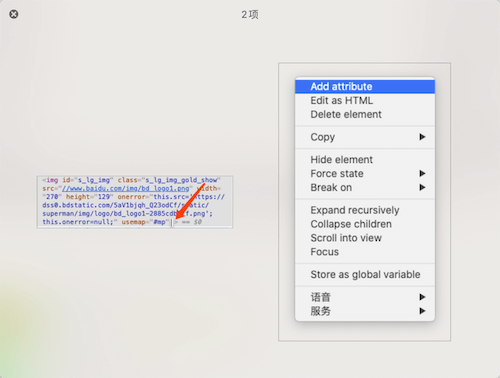 2项
<img id="s_lg_img" class="s_lg_img_gold_show"
src="//www.baidu.com/img/bd_logo1.png" width=
"270" height="129" onerror="this.src='https://
dss0.bdstatic.com/5aV1bjqh_Q23odCf/static/
superman/img/logo/bd_logo1-2885cdb
f.png';
this.onerror=null;" usemap="#mp" > == $0
Add attribute
Edit as HTML
Delete element
Copy
Hide element
Force state
Break on
Expand recursively
Collapse children
Scroll into view
Focus
Store as global variable
语音
服务